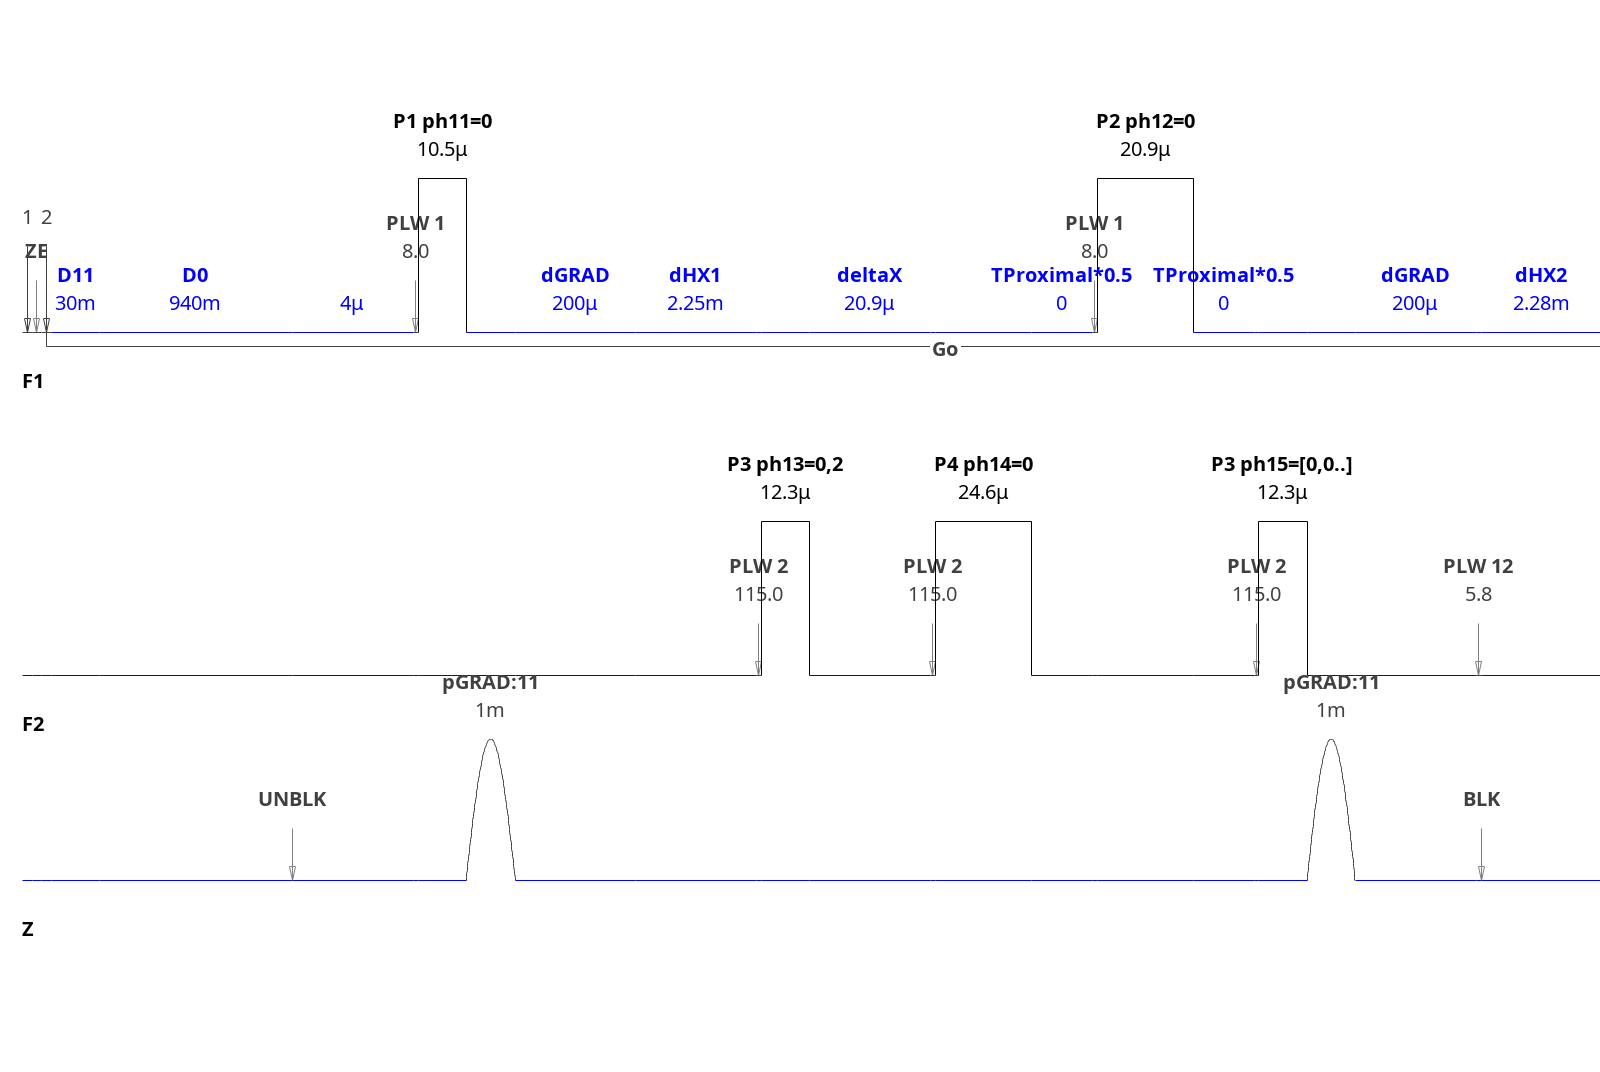 P1 ph11=0
P2 ph12=0
10.5µ
20.9µ
1 2
PLW 1
PLW 1
ZE
8.0
8.0
D11
D0
dGRAD
dHX1
deltaX
TProximal*0.5
TProximal*0.5
dGRAD
dHX2
30m
940m
4µ
200µ
2.25m
20.9µ
0
0
200µ
2.28m
Go
F1
P3 ph13=0,2
P4 ph14=0
P3 ph15=[0,0..]
12.3µ
24.6µ
12.3µ
PLW 2
PLW 2
PLW 2
PLW 12
115.0
115.0
115.0
5.8
pGRAD:11
pGRAD:11
1m
1m
F2
UNBLK
BLK
Z